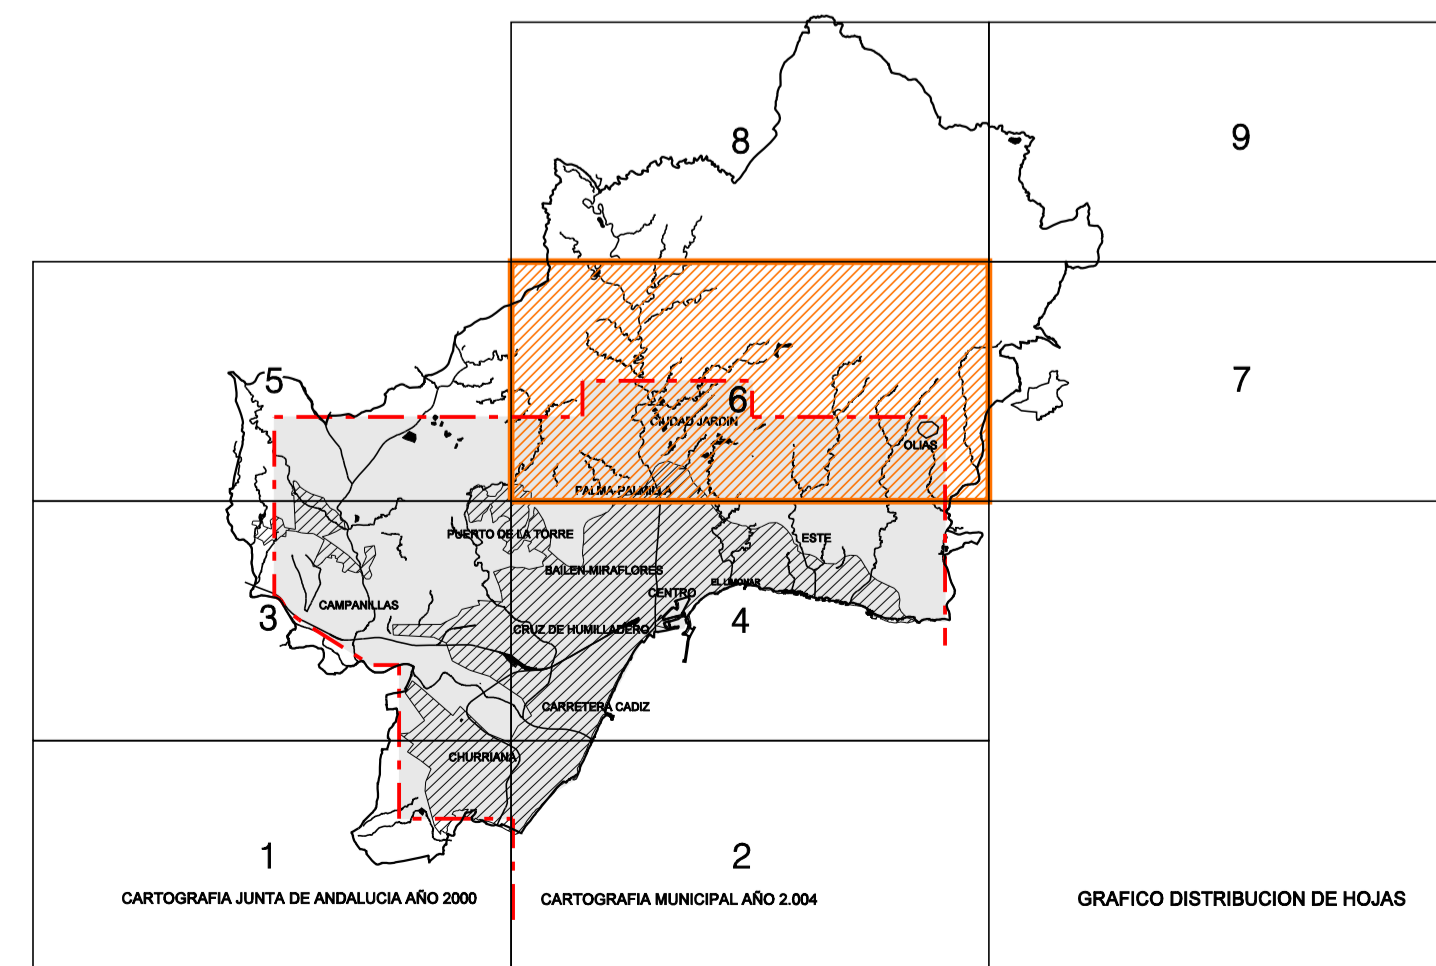 8
9
5
6
7
CIUDAD JARDIN
OLIAS
PALMA-PALMILLA
PUERTO DE LA TORRE
ESTE
BAILEN-MIRAFLORES
EL LIMONAR
CENTRO
CAMPANILLAS
3
4
CRUZ DE HUMILLADERO
CARRETERA CADIZ
CHURRIANA
1
2
CARTOGRAFIA JUNTA DE ANDALUCIA AÑO 2000
CARTOGRAFIA MUNICIPAL AÑO 2.004
GRAFICO DISTRIBUCION DE HOJAS